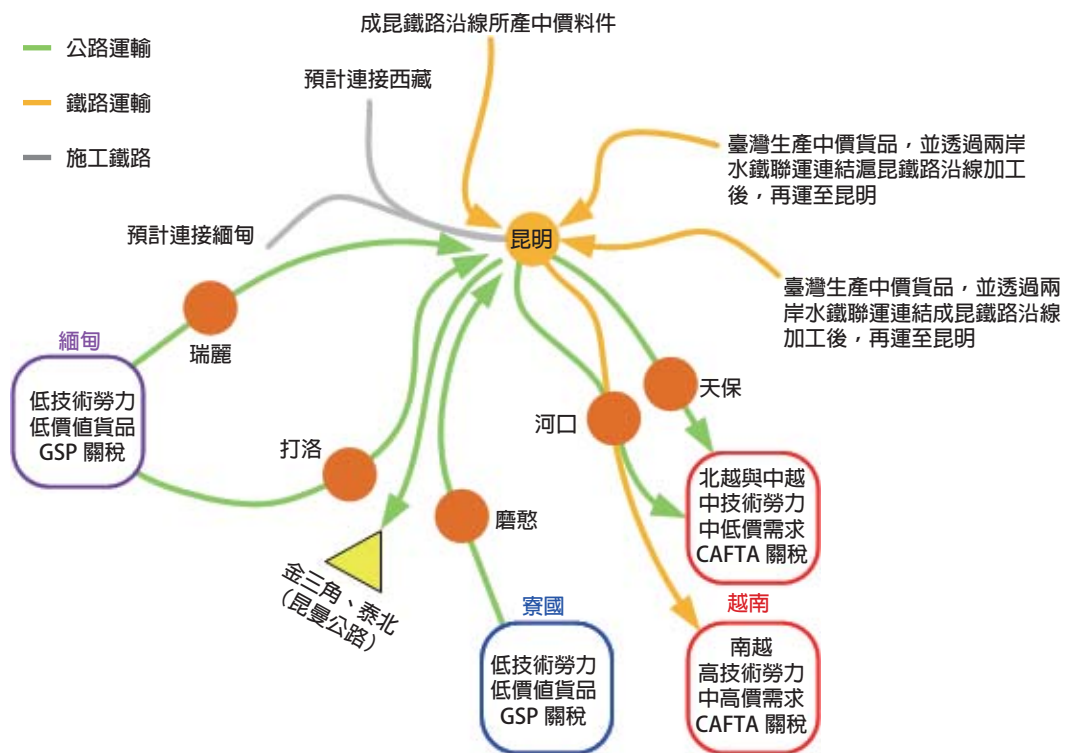 公路運輸
鐵路運輸
施工鐵路
成昆鐵路沿線所產中價料件
預計連接西藏
臺灣生產中價貨品，並透過兩岸
水鐵聯運連結滬昆鐵路沿線加工
後，再運至昆明
預計連接緬甸
昆明
臺灣生產中價貨品，並透過兩
岸水鐵聯運連結成昆鐵路沿線
加工後，再運至昆明
瑞麗
緬甸
低技術勞力
低價值貨品
GSP 關稅
打洛
磨憨
河口
天保
北越與中越
中技術勞力
中低價需求
CAFTA 關稅
金三角、泰北
（昆曼公路）
寮國
低技術勞力
低價值貨品
GSP 關稅
越南
南越
高技術勞力
中高價需求
CAFTA 關稅